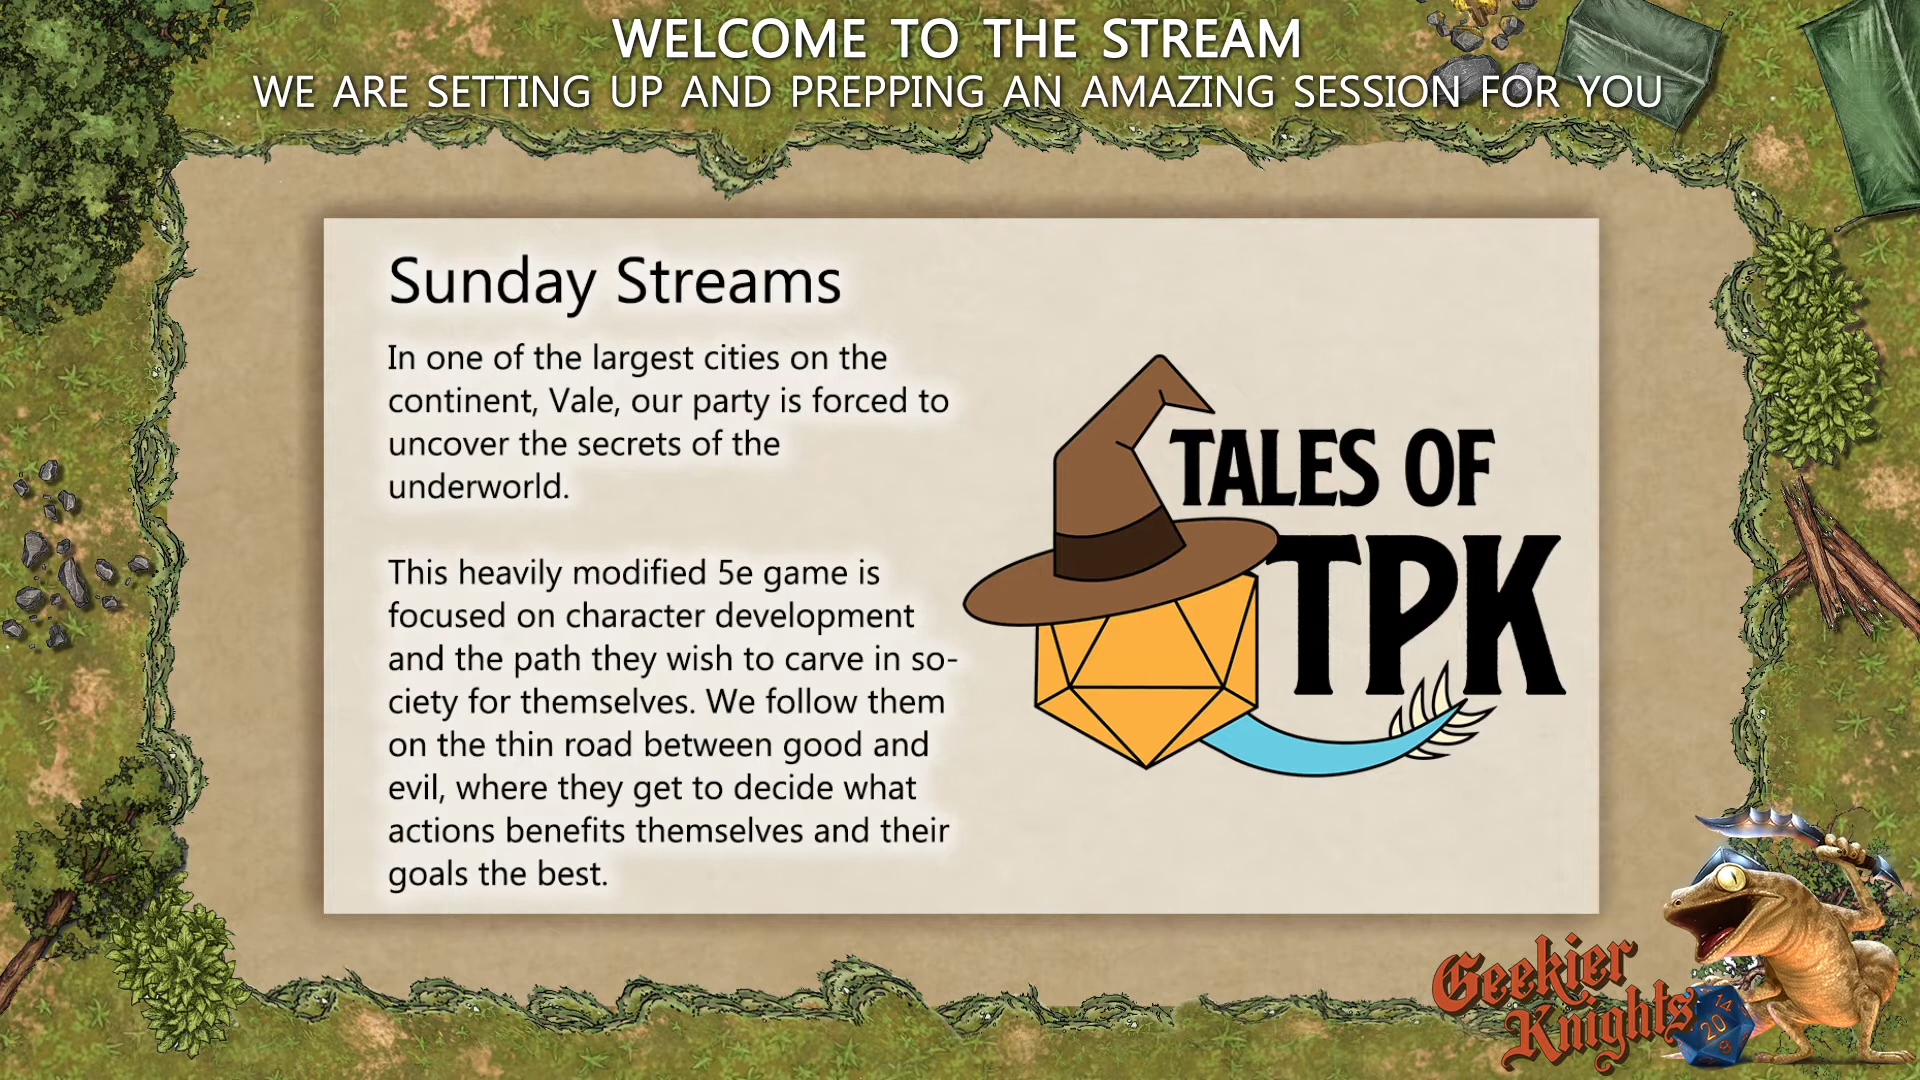 WELCOME TO THE STREAM
WE ARE SETTING UP AND PREPPING AN AMAZING SESSION FOR YOU
Sunday Streams
In one of the largest cities on the
continent, Vale, our party is forced to
uncover the secrets of the
underworld.
This heavily modified 5e game is
focused on character development
and the path they wish to carve in so-
ciety for themselves. We follow them
on the thin road between good and
evil, where they get to decide what
actions benefits themselves and their
goals the best.
TALES OF
TPK
Geekier
Knights
14
20
8